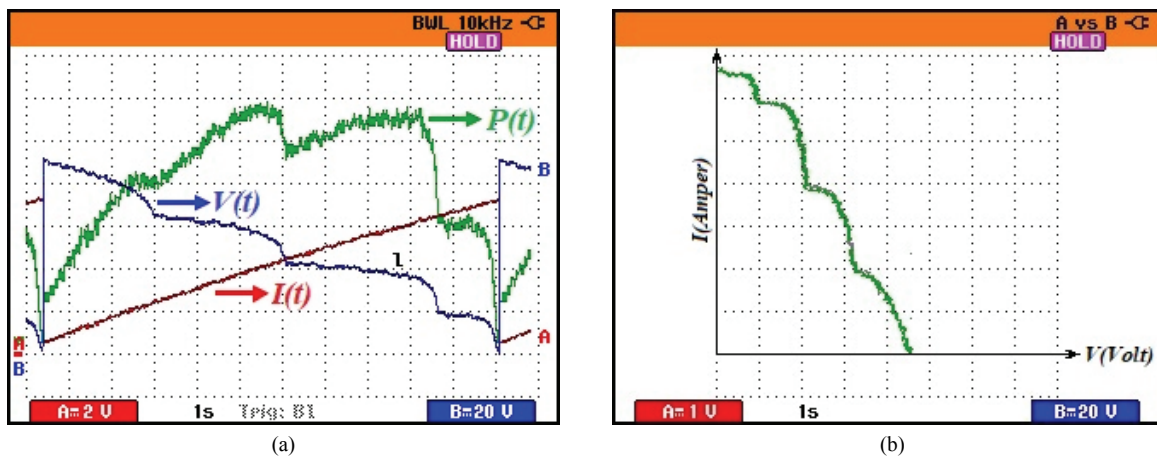 BWL 10kHz
HOLD
P(t)
V(t)
I(t)
1
B
A
A
B
A= 2 V
1s
Trig: B1
B=20 V
(a)
A vs B
HOLD
I(Amper)
V(Volt)
A= 1 V
1s
B=20 V
(b)